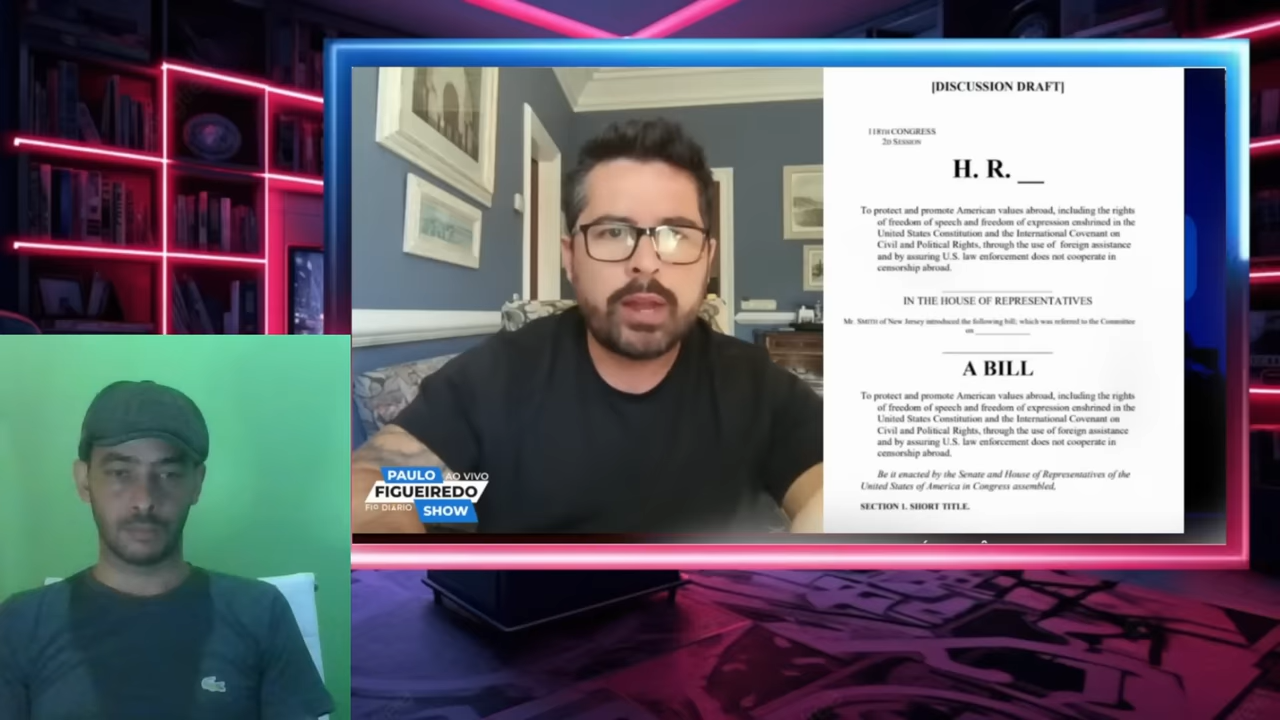 PAULO AO VIVO
FIGUEIREDO
FIO DIÁRIO SHOW
[DISCUSSION DRAFT]
118TH CONGRESS
2D SESSION
H. R. __
To protect and promote American values abroad, including the rights
of freedom of speech and freedom of expression enshrined in the
United States Constitution and the International Covenant on
Civil and Political Rights, through the use of foreign assistance
and by assuring U.S. law enforcement does not cooperate in
censorship abroad.
IN THE HOUSE OF REPRESENTATIVES
Mr. SMITH of New Jersey introduced the following bill; which was referred to the Committee
on ____________
A BILL
To protect and promote American values abroad, including the rights
of freedom of speech and freedom of expression enshrined in the
United States Constitution and the International Covenant on
Civil and Political Rights, through the use of foreign assistance
and by assuring U.S. law enforcement does not cooperate in
censorship abroad.
Be it enacted by the Senate and House of Representatives of the
United States of America in Congress assembled,
SECTION 1. SHORT TITLE.